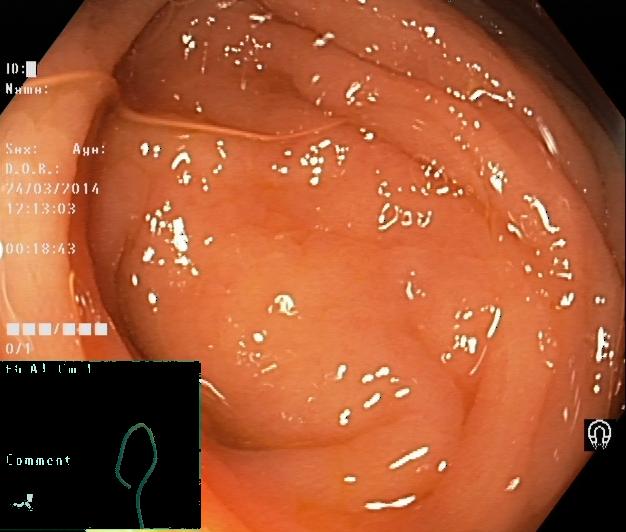 ID:
Name:
Sex: Age:
D.O.B.:
24/03/2014
12:13:03
00:18:43
0/1
Comment